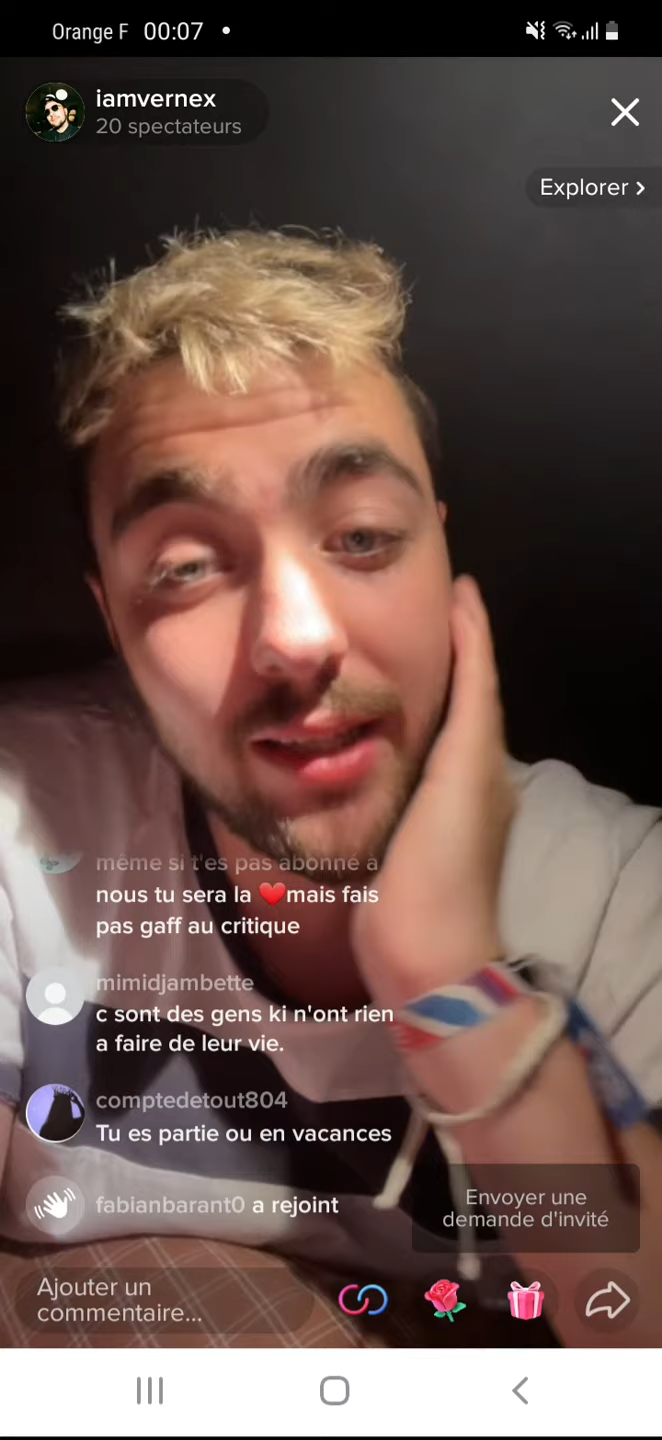 Orange F 00:07
iamvernex
20 spectateurs
Explorer
même si t'es pas abonné à
nous tu sera la ❤️mais fais
pas gaff au critique
mimidjambette
c sont des gens ki n'ont rien
a faire de leur vie.
comptedetout804
Tu es partie ou en vacances
fabianbarant0 a rejoint
Envoyer une
demande d'invité
Ajouter un
commentaire...